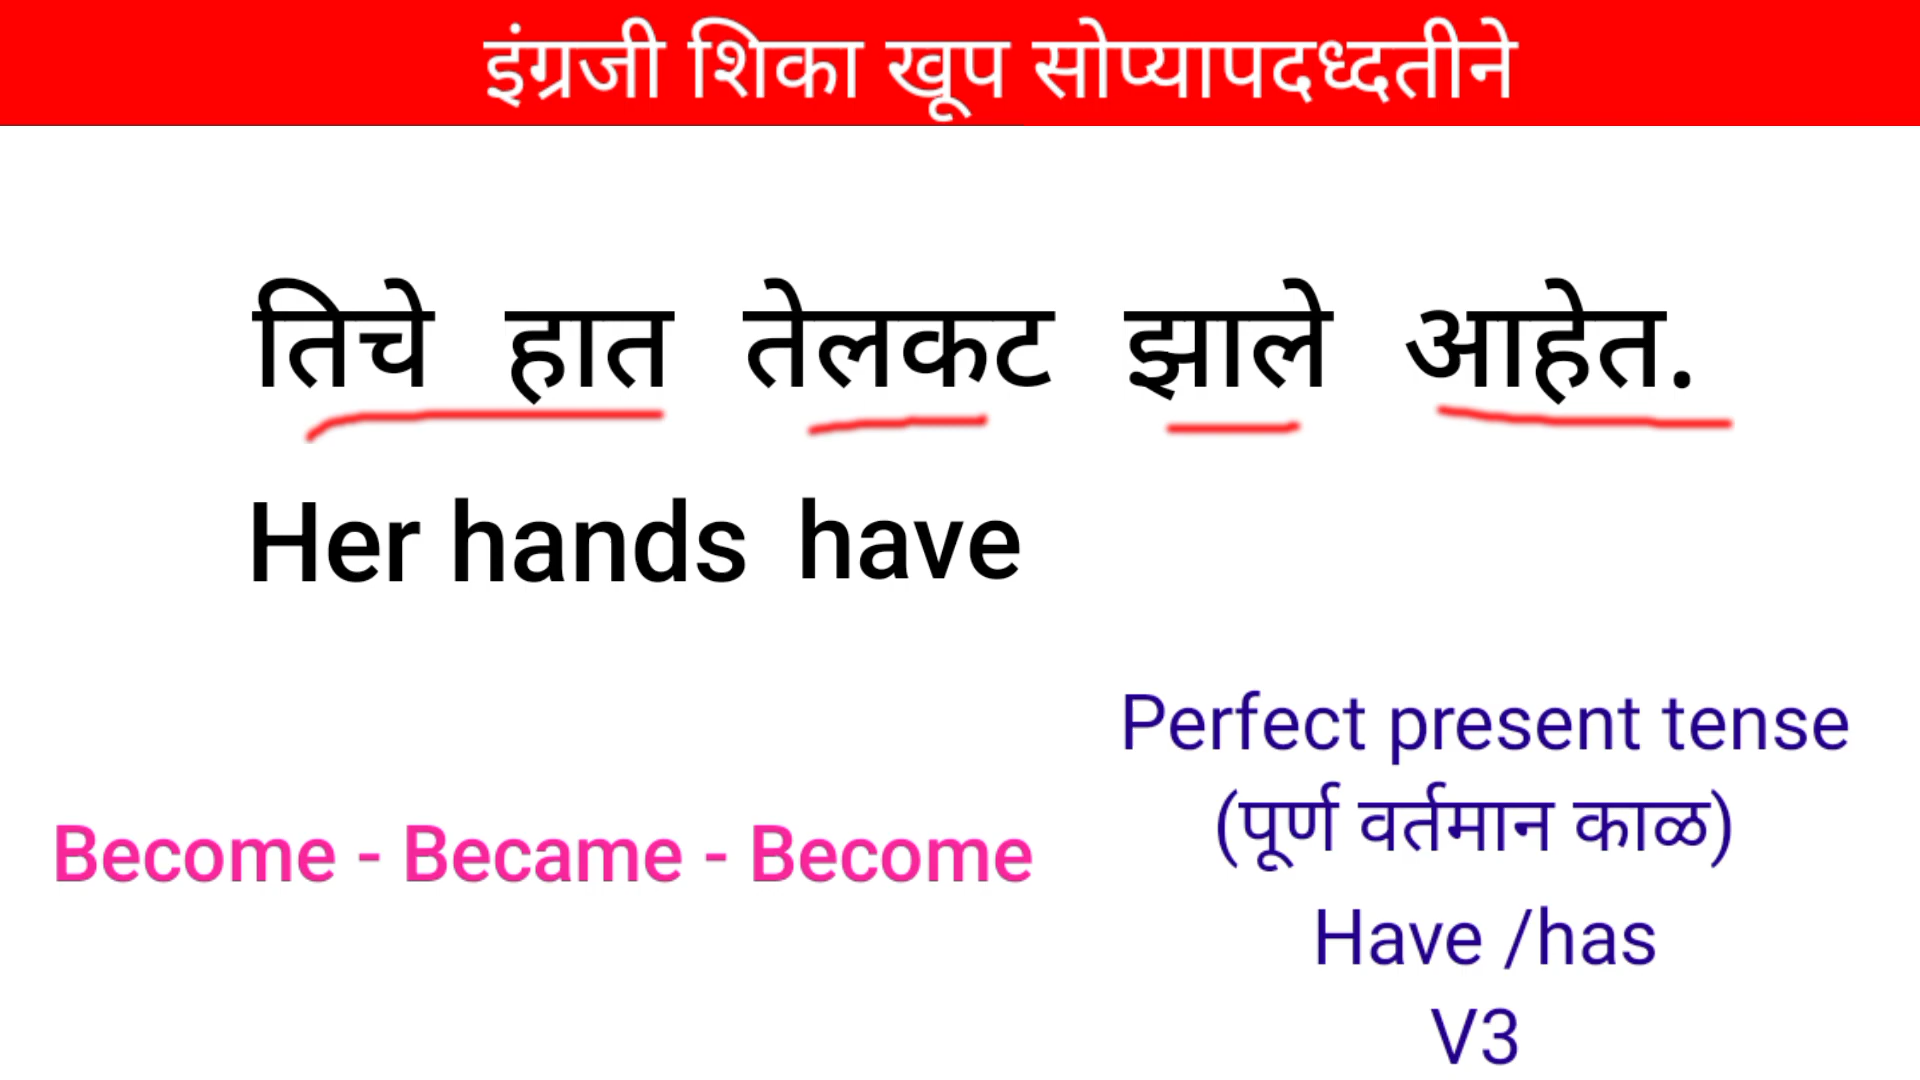 इंग्रजी शिका खूप सोप्यापदध्दतीने
तिचे हात तेलकट झाले आहेत.
Her hands have
Become - Became - Become
Perfect present tense
(पूर्ण वर्तमान काळ)
Have /has
V3